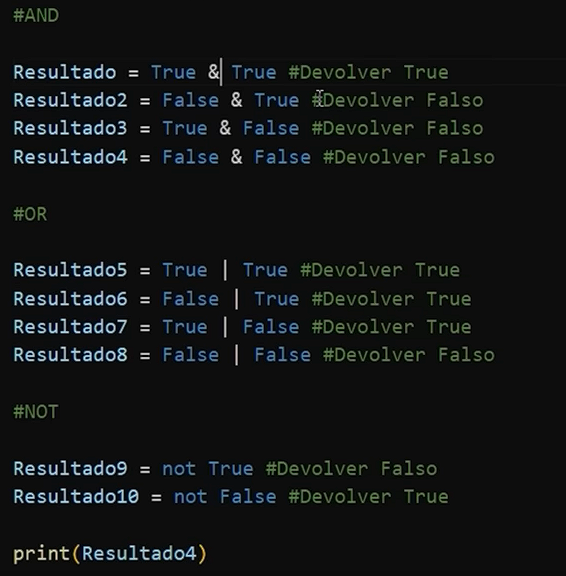 #AND
Resultado = True & True #Devolver True
Resultado2 = False & True #Devolver Falso
Resultado3 = True & False #Devolver Falso
Resultado4 = False & False #Devolver Falso
#OR
Resultado5 = True | True #Devolver True
Resultado6 = False | True #Devolver True
Resultado7 = True | False #Devolver True
Resultado8 = False | False #Devolver Falso
#NOT
Resultado9 = not True #Devolver Falso
Resultado10 = not False #Devolver True
print(Resultado4)